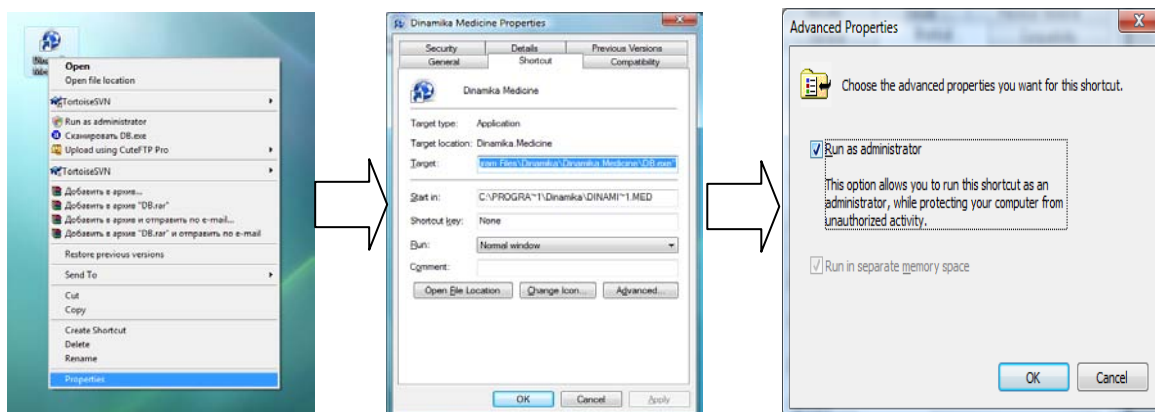 Open
Open file location
TortoiseSVN
Run as administrator
Сканировать DB.exe
Upload using CuteFTP Pro
TortoiseSVN
Добавить в архив...
Добавить в архив "DB.rar"
Добавить в архив и отправить по e-mail...
Добавить в архив "DB.rar" и отправить по e-mail
Restore previous versions
Send To
Cut
Copy
Create Shortcut
Delete
Rename
Properties
Dinamika Medicine Properties
Security Details Previous Versions
General Shortcut Compatibility
Dinamika Medicine
Target type: Application
Target location: Dinamika.Medicine
Target: ram Files\Dinamika\Dinamika.Medicine\DB.exe"
Start in: C:\PROGRA~1\Dinamika\DINAMI~1.MED
Shortcut key: None
Run: Normal window
Comment:
Open File Location Change Icon... Advanced...
OK Cancel Apply
Advanced Properties
Choose the advanced properties you want for this shortcut.
Run as administrator
This option allows you to run this shortcut as an
administrator, while protecting your computer from
unauthorized activity.
Run in separate memory space
OK Cancel